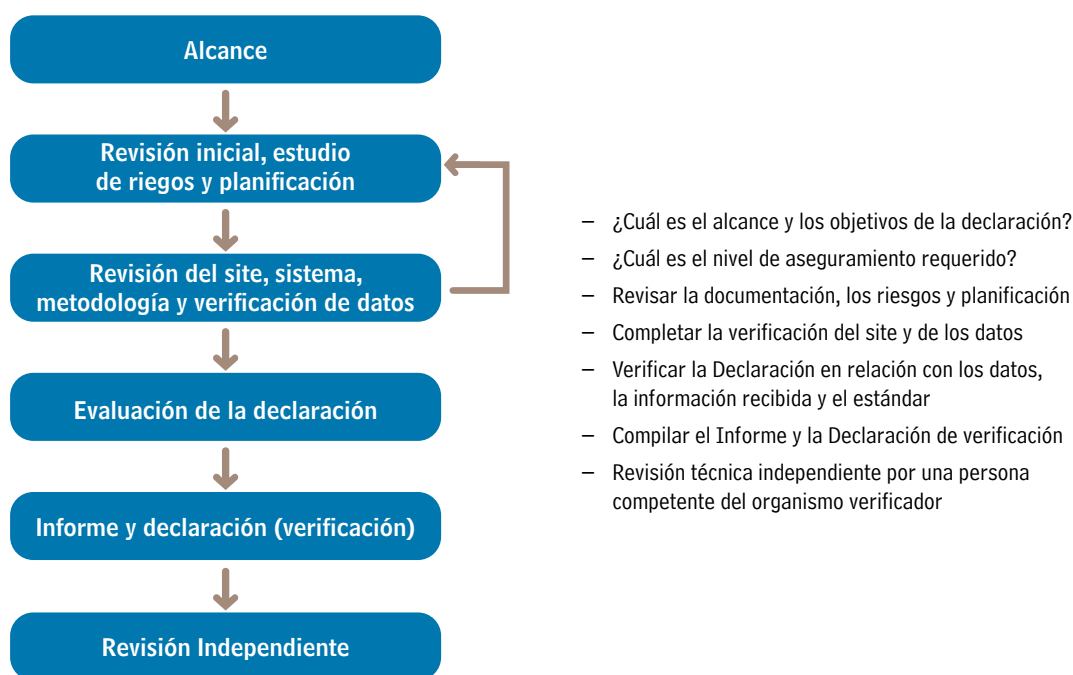 Alcance
Revisión inicial, estudio
de riegos y planificación
Revisión del site, sistema,
metodología y verificación de datos
Evaluación de la declaración
Informe y declaración (verificación)
Revisión Independiente
– ¿Cuál es el alcance y los objetivos de la declaración?
– ¿Cuál es el nivel de aseguramiento requerido?
– Revisar la documentación, los riesgos y planificación
– Completar la verificación del site y de los datos
– Verificar la Declaración en relación con los datos,
la información recibida y el estándar
– Compilar el Informe y la Declaración de verificación
– Revisión técnica independiente por una persona
competente del organismo verificador